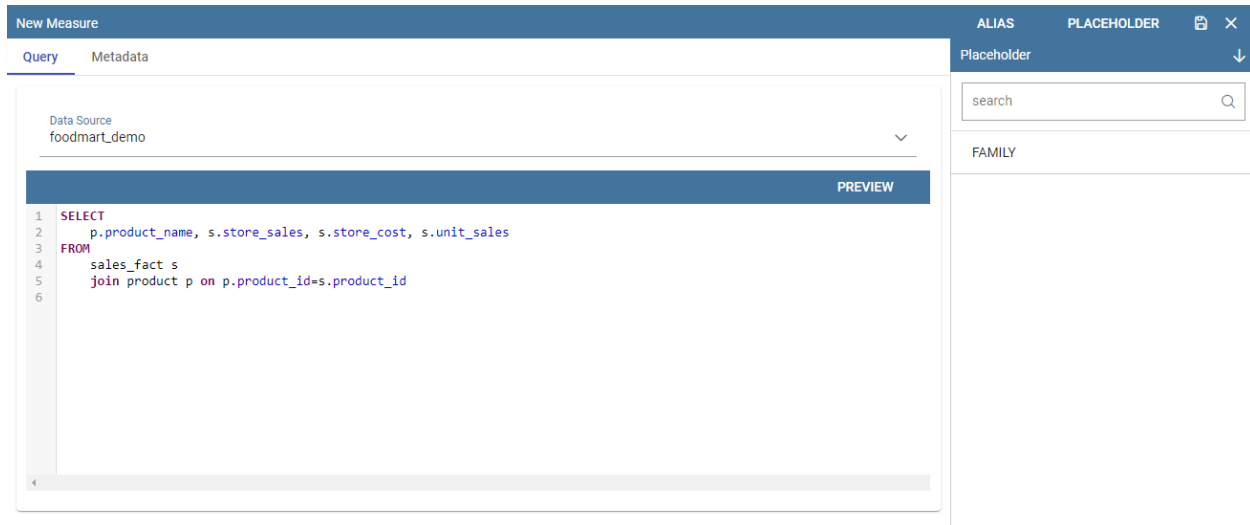 New Measure ALIAS PLACEHOLDER
Query Metadata
Placeholder
search
FAMILY
Data Source
foodmart_demo
PREVIEW
1 SELECT
2 p.product_name, s.store_sales, s.store_cost, s.unit_sales
3 FROM
4 sales_fact s
5 join product p on p.product_id=s.product_id
6